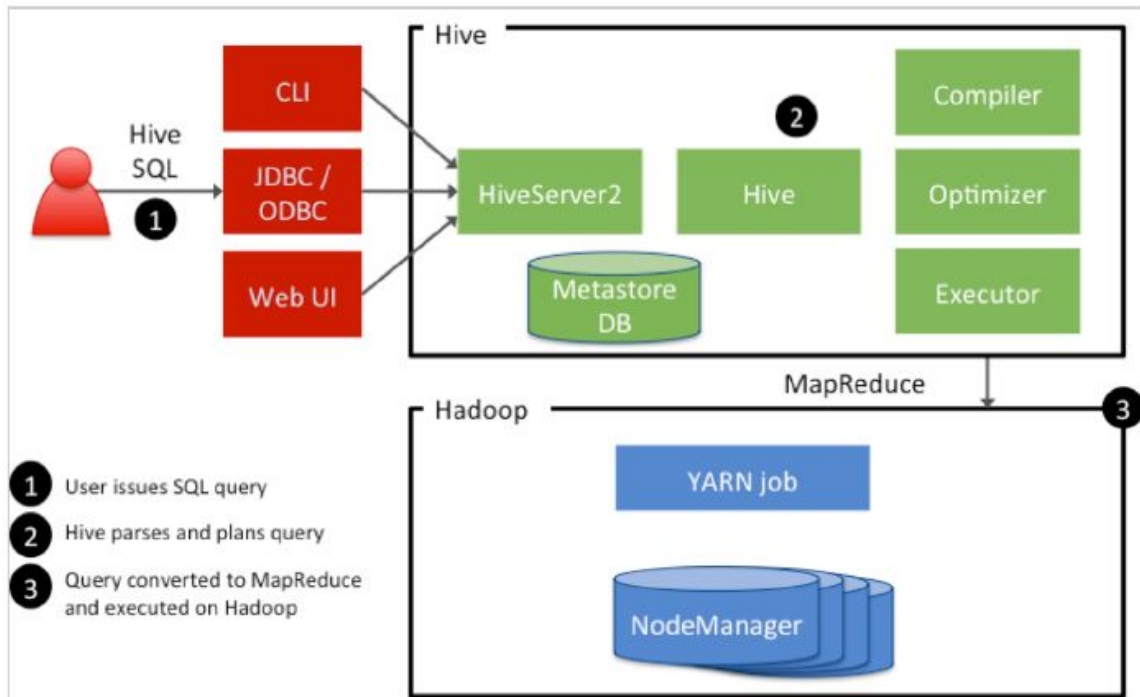 Hive
CLI
Compiler
2
Hive
SQL
1
JDBC /
ODBC
HiveServer2
Hive
Optimizer
Web UI
Metastore
DB
Executor
MapReduce
Hadoop
3
YARN job
1 User issues SQL query
2 Hive parses and plans query
3 Query converted to MapReduce
and executed on Hadoop
NodeManager